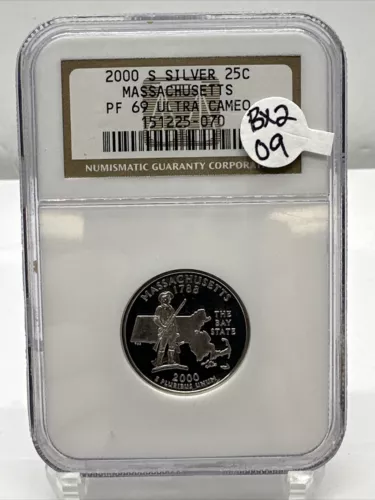 2000 S SILVER 25C
MASSACHUSETTS
PF 69 ULTRA CAMEO
151225-070
NUMISMATIC GUARANTY CORPORA
BX2
09
MASSACHUSETTS
1788
THE
BAY
STATE
2000
E PLURIBUS UNUM